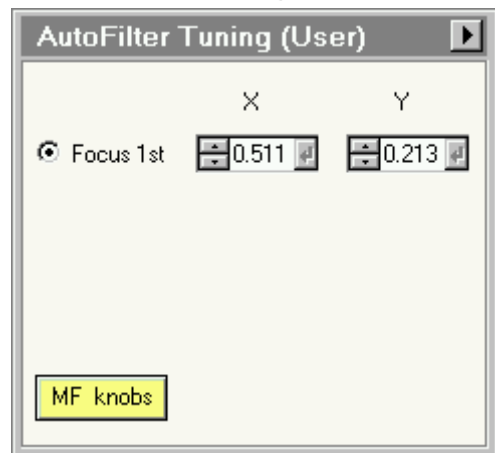 AutoFilter Tuning (User)
X Y
Focus 1st 0.511 0.213
MF knobs